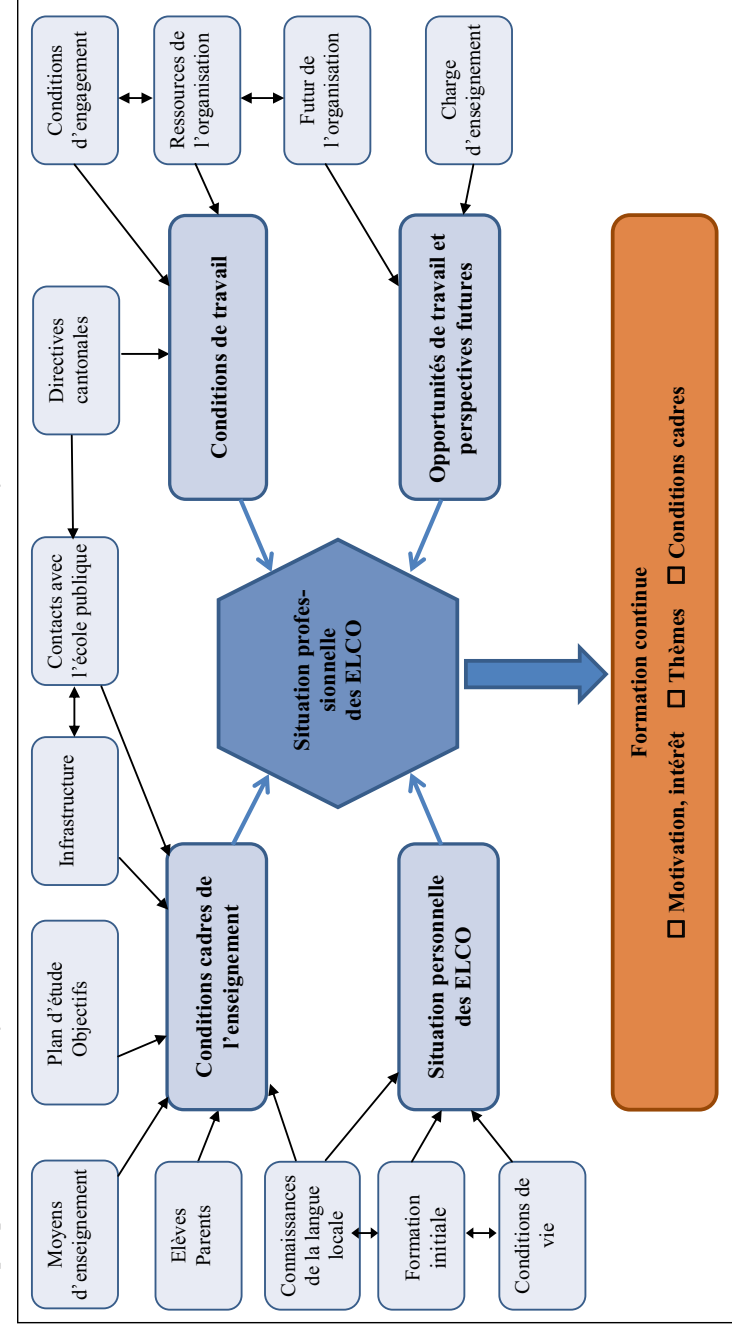 Moyens
d’enseignement
Plan d’étude
Objectifs
Infrastructure
Contacts avec
l’école publique
Directives
cantonales
Conditions
d’engagement
Elèves
Parents
Ressources de
l’organisation
Conditions cadres de
l’enseignement
Conditions de travail
Connaissances
de la langue
locale
Situation profes-
sionnelle
des ELCO
Futur de
l’organisation
Formation
initiale
Situation personnelle
des ELCO
Opportunités de travail et
perspectives futures
Charge
d’enseignement
Conditions de
vie
Formation continue
☐ Motivation, intérêt ☐ Thèmes ☐ Conditions cadres